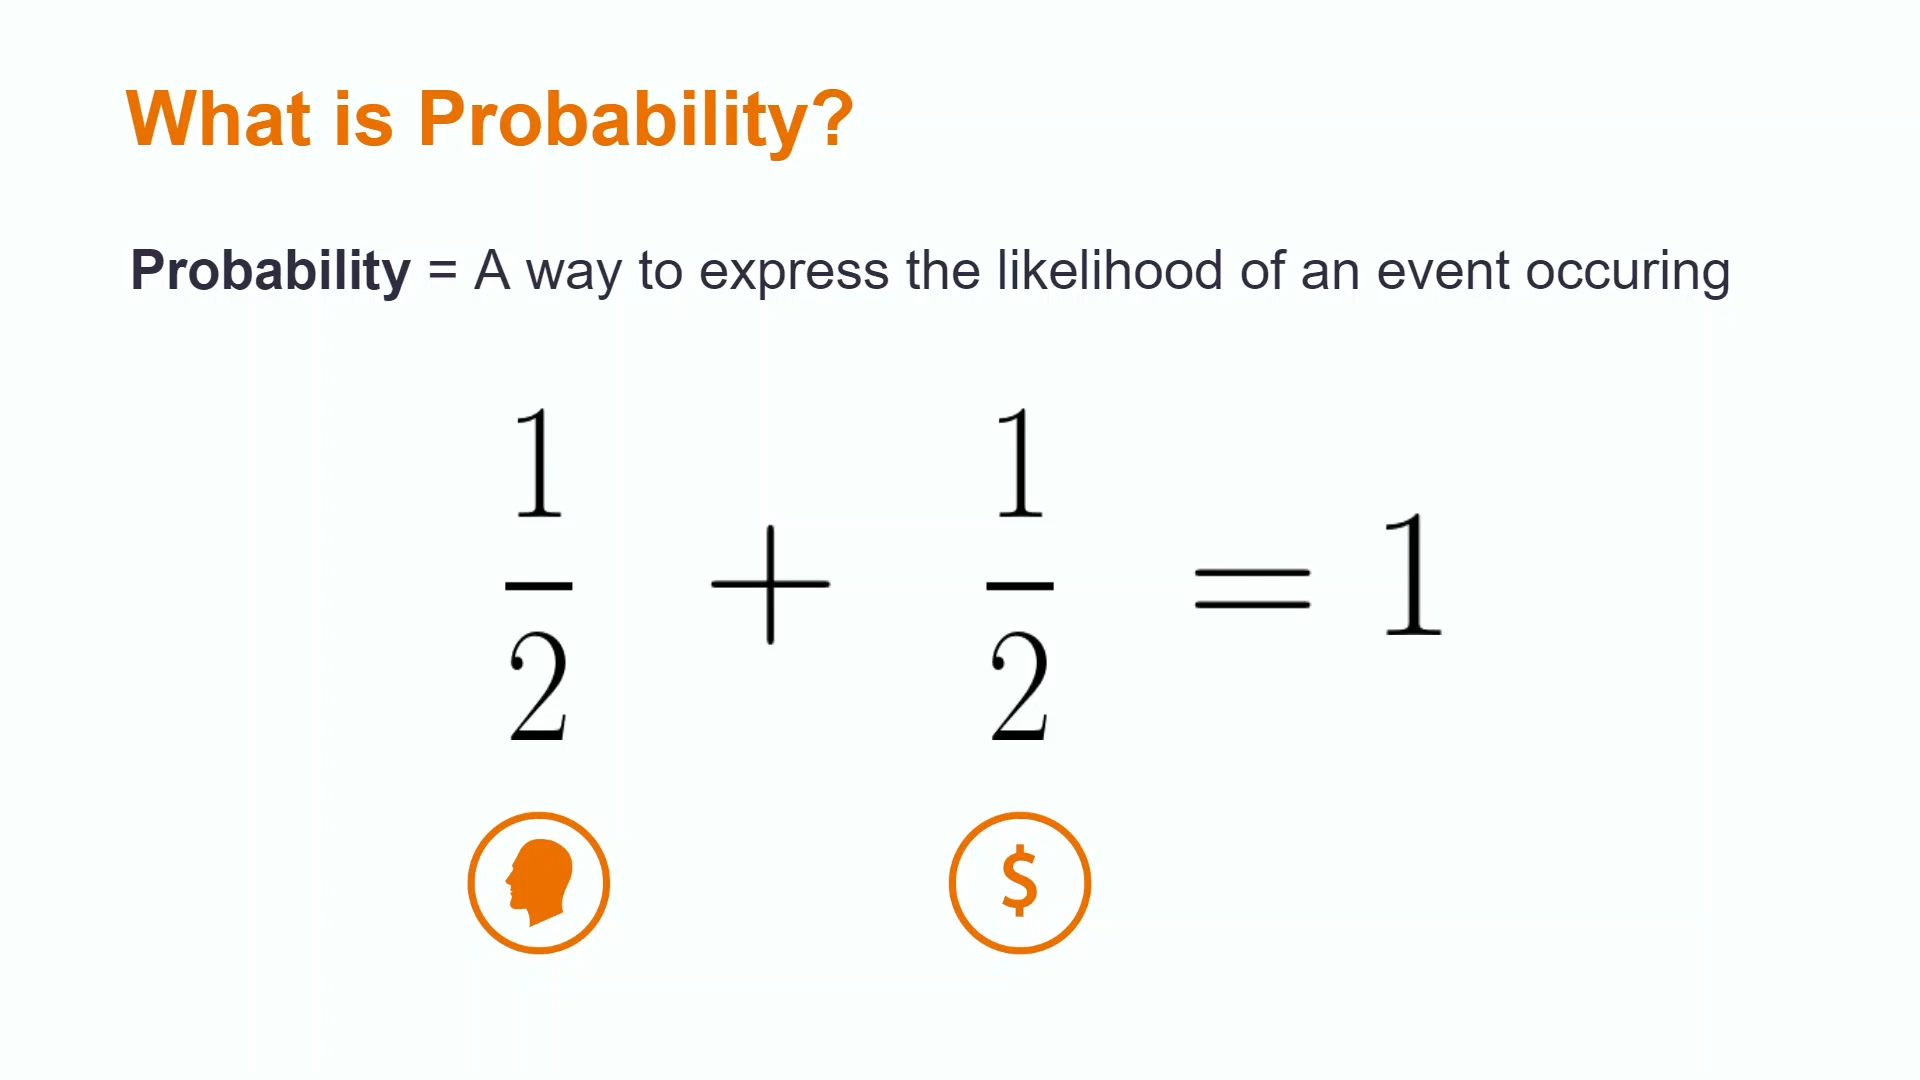 What is Probability?
Probability = A way to express the likelihood of an event occuring
1/2 + 1/2 = 1
$